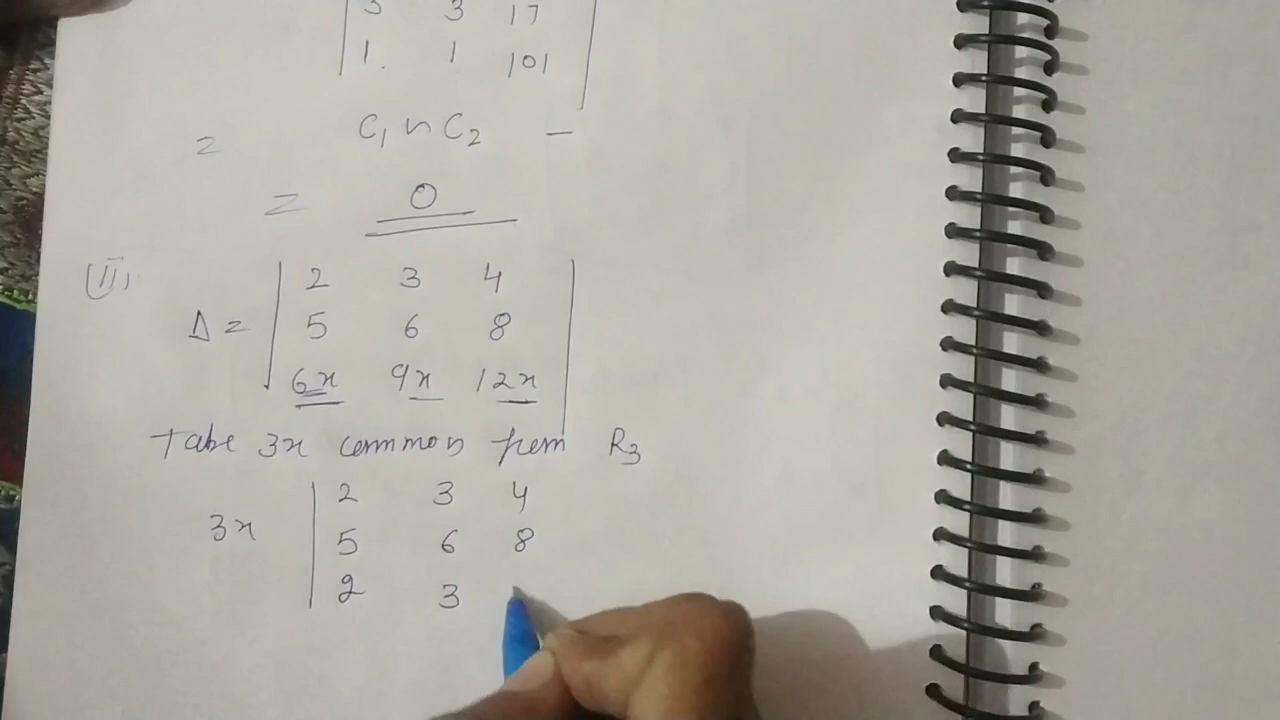 3 3 17
1. 1 101
= C1 n C2 –
= 0
(II),
Δ = | 2 3 4 |
| 5 6 8 |
| 6x 9x 12x |
Take 3x common from R3
3x | 2 3 4
| 5 6 8
| 2 3